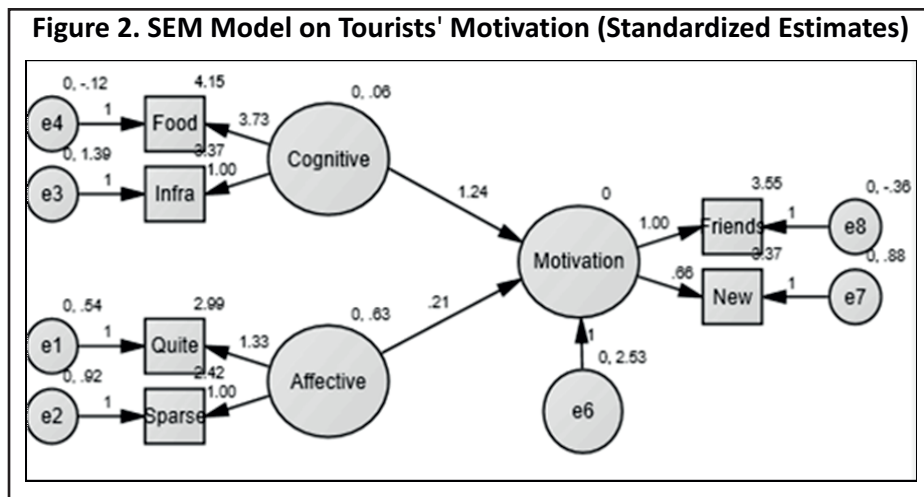 Figure 2. SEM Model on Tourists' Motivation (Standardized Estimates)
0, -.12
4.15
0, .06
e4
1
Food
3.73
Cognitive
0, 1.39
3.37
e3
1
Infra
1.00
1.24
0
3.55
0, -.36
1.00
Friends
1
e8
Motivation
3.37
0, .88
.66
New
1
e7
0, .54
2.99
0, .63
.21
e1
1
Quite
1.33
1
0, 2.53
Affective
0, .92
2.42
e2
1
Sparse
1.00
e6